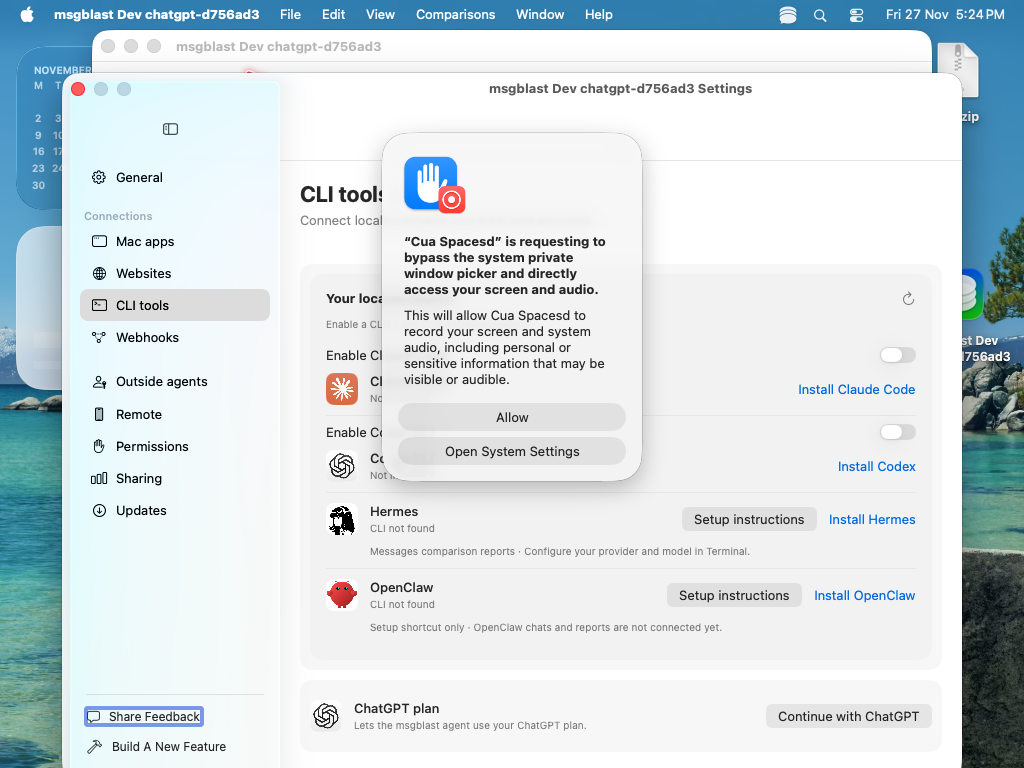 msgblast Dev chatgpt-d756ad3 File Edit View Comparisons Window Help Fri 27 Nov 5:24 PM
msgblast Dev chatgpt-d756ad3
NOVEMBER
M T
2 3
9 10
16 17
23 24
30
zip
msgblast Dev chatgpt-d756ad3 Settings
General
Connections
Mac apps
Websites
CLI tools
Webhooks
Outside agents
Remote
Permissions
Sharing
Updates
Share Feedback
Build A New Feature
CLI tools
Connect local
“Cua Spacesd” is requesting to
bypass the system private
window picker and directly
access your screen and audio.
This will allow Cua Spacesd to
record your screen and system
audio, including personal or
sensitive information that may be
visible or audible.
Allow
Open System Settings
Your loca
Enable a CL
Enable
Install Claude Code
Enable
Install Codex
Hermes
CLI not found
Setup instructions Install Hermes
Messages comparison reports · Configure your provider and model in Terminal.
OpenClaw
CLI not found
Setup instructions Install OpenClaw
Setup shortcut only · OpenClaw chats and reports are not connected yet.
ChatGPT plan
Lets the msgblast agent use your ChatGPT plan.
Continue with ChatGPT
st Dev
756ad3